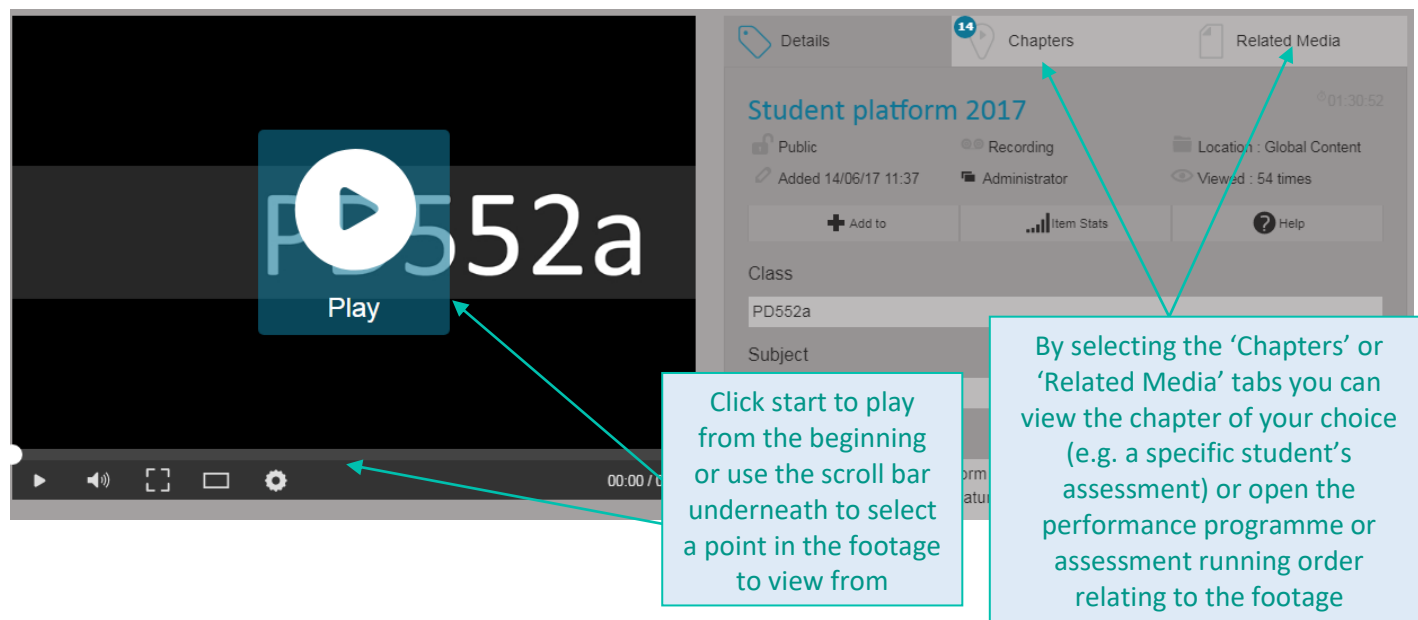 Details
14
Chapters
Related Media
Student platform 2017
01:30:52
Public
Recording
Location : Global Content
Added 14/06/17 11:37
Administrator
Viewed : 54 times
Add to
Item Stats
Help
Class
PD552a
Subject
PD552a
Play
00:00 /
Click start to play
from the beginning
or use the scroll bar
underneath to select
a point in the footage
to view from
By selecting the ‘Chapters’ or
‘Related Media’ tabs you can
view the chapter of your choice
(e.g. a specific student’s
assessment) or open the
performance programme or
assessment running order
relating to the footage